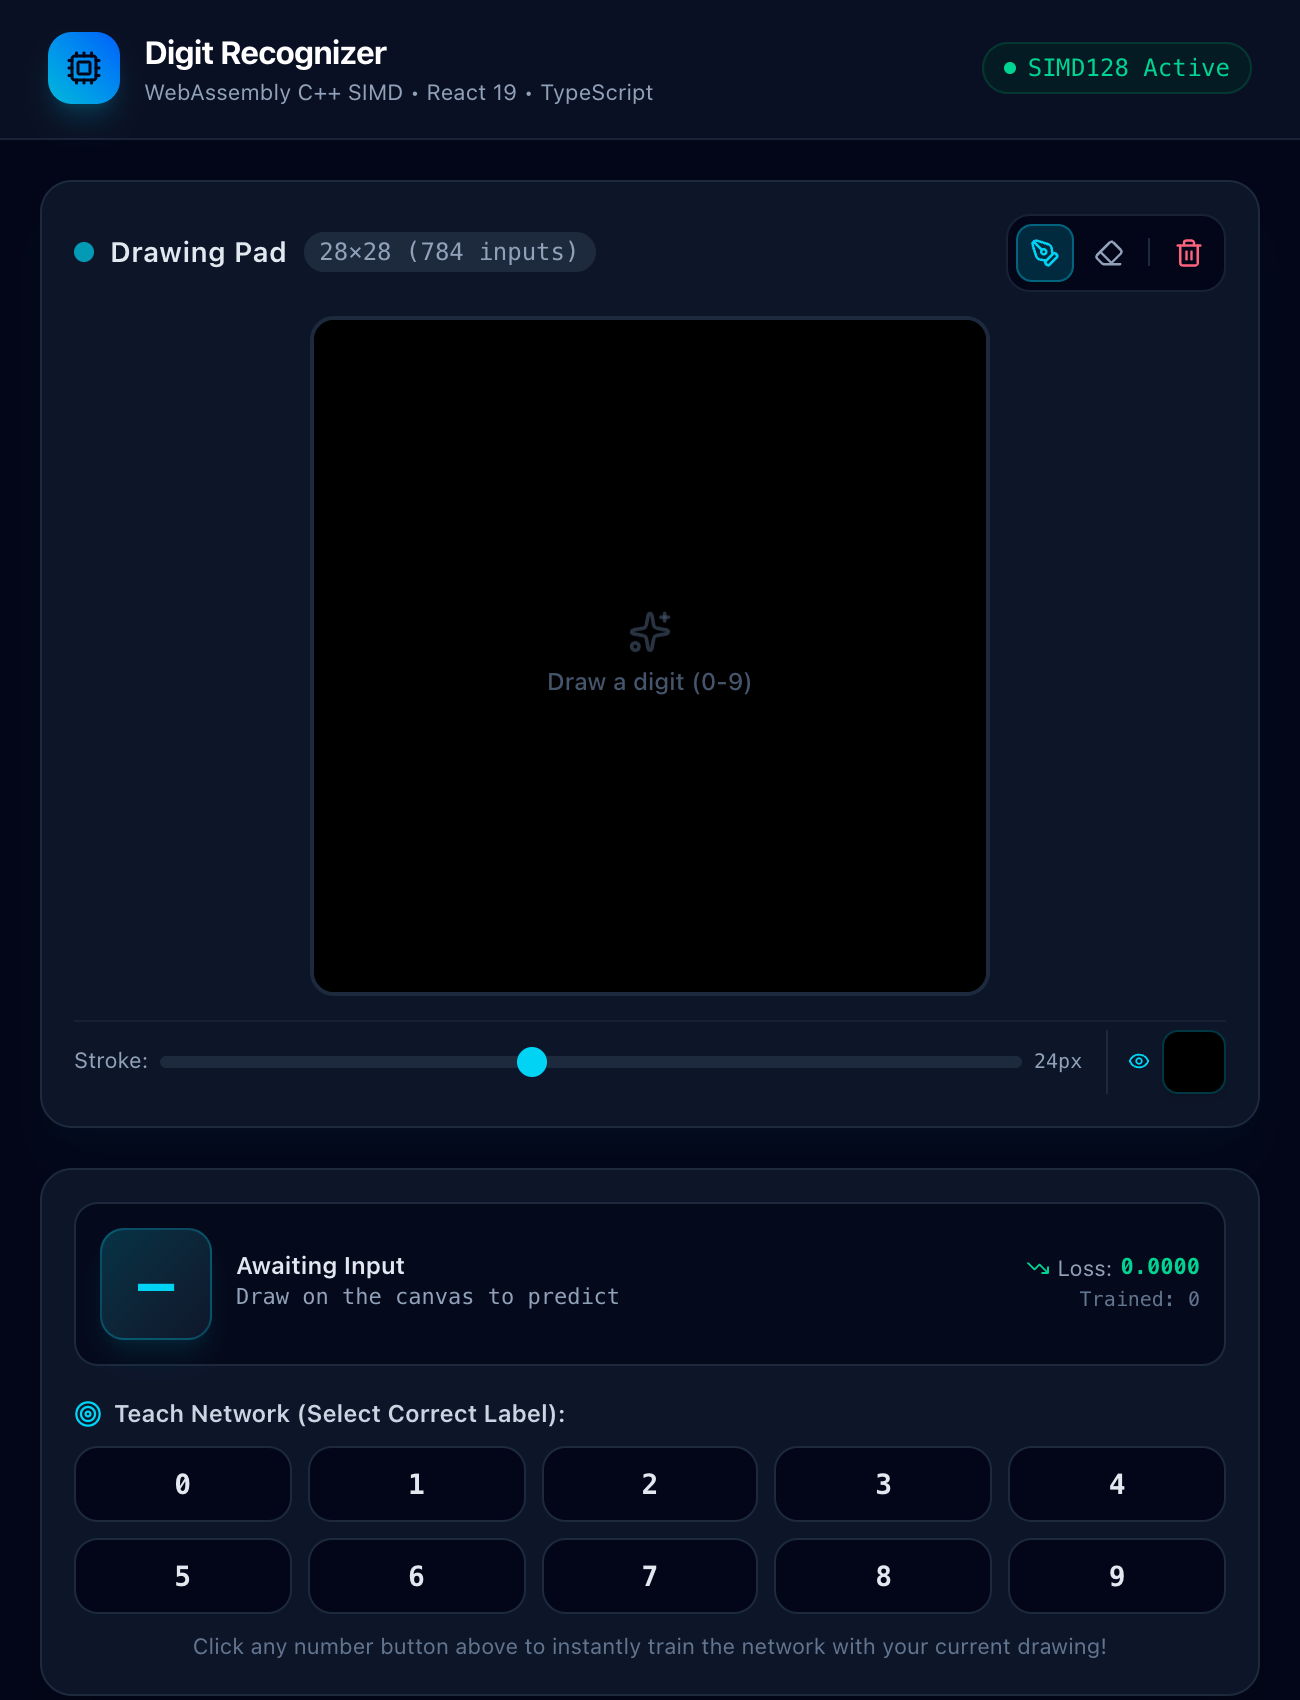 Digit Recognizer
WebAssembly C++ SIMD • React 19 • TypeScript
SIMD128 Active
Drawing Pad
28×28 (784 inputs)
Draw a digit (0-9)
Stroke:
24px
Awaiting Input
Draw on the canvas to predict
Loss: 0.0000
Trained: 0
Teach Network (Select Correct Label):
0 1 2 3 4
5 6 7 8 9
Click any number button above to instantly train the network with your current drawing!